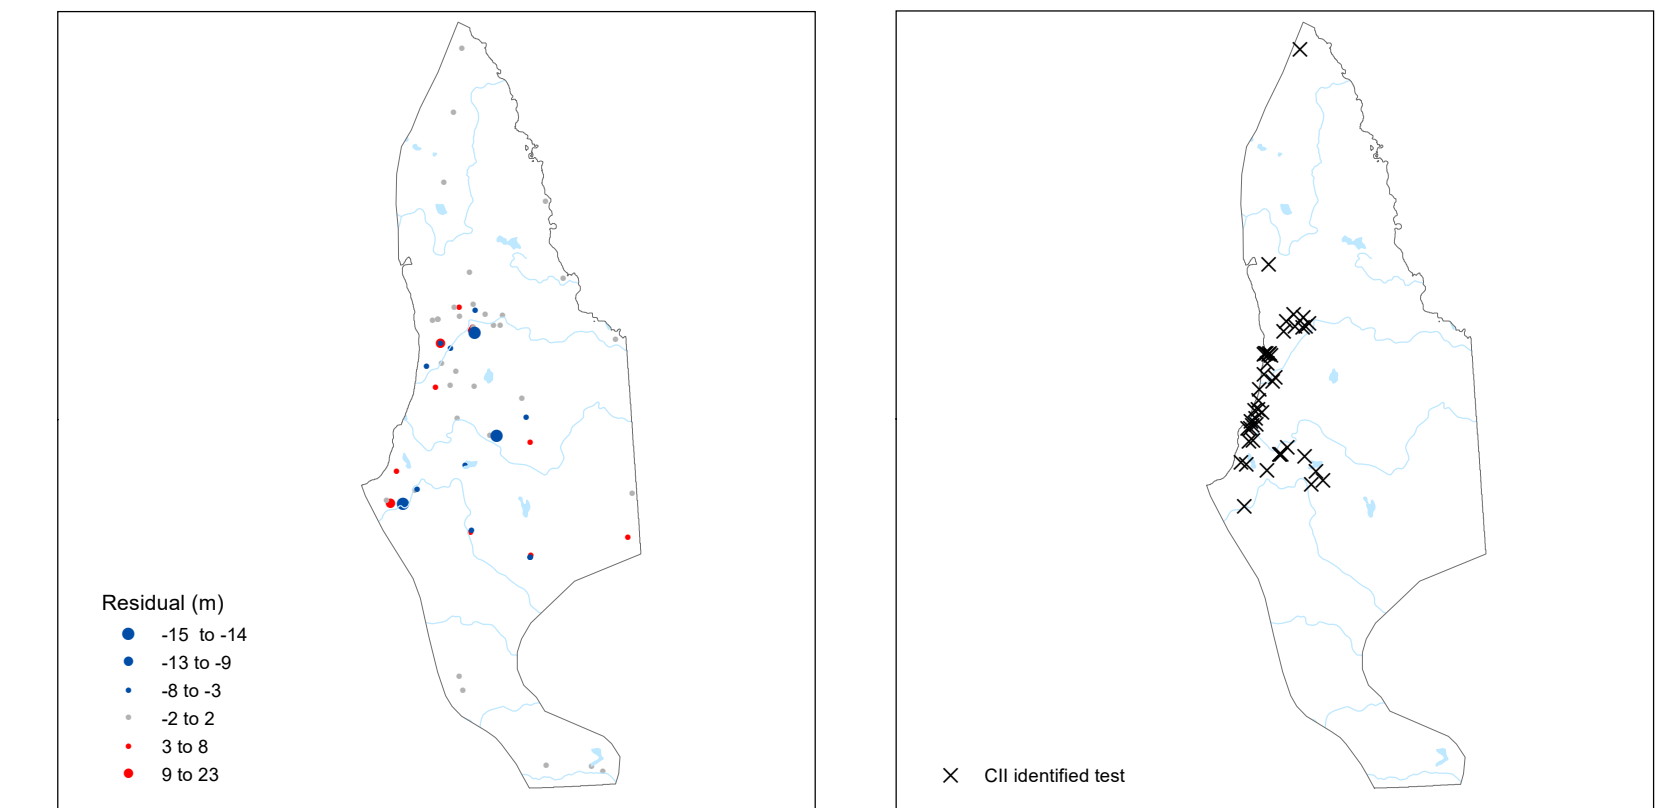 Residual (m)
-15 to -14
-13 to -9
-8 to -3
-2 to 2
3 to 8
9 to 23
CII identified test